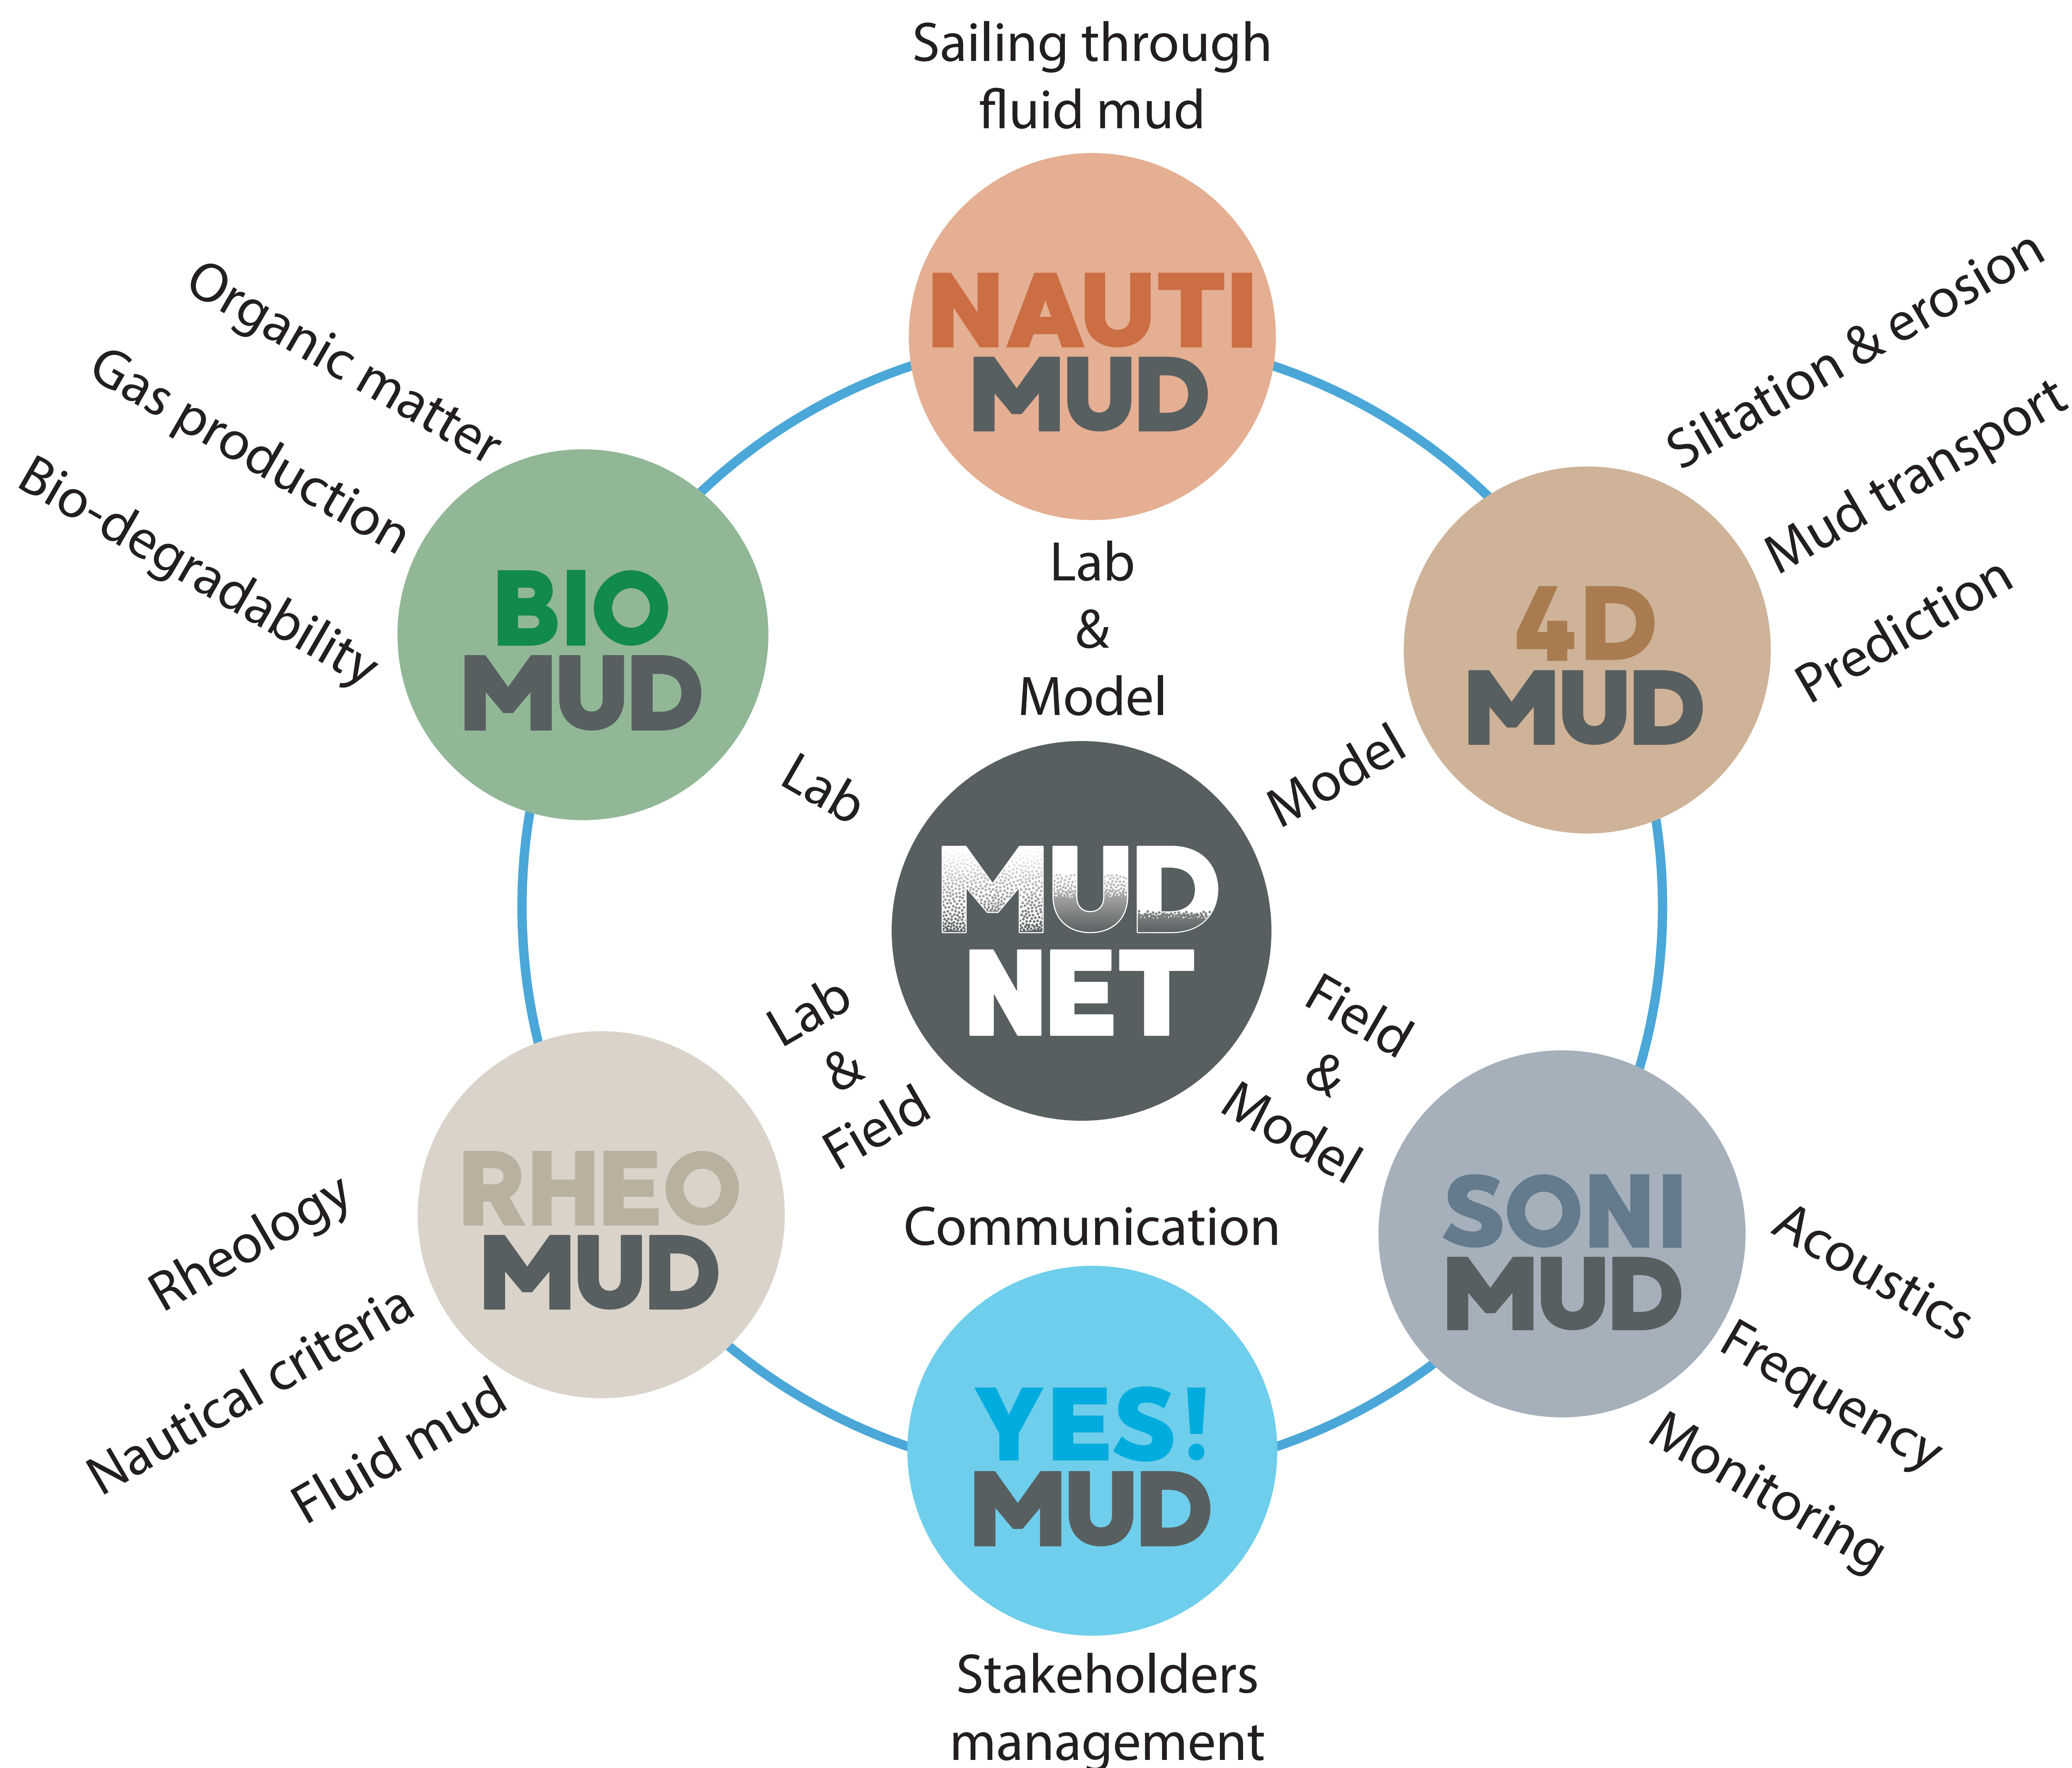 Sailing through
fluid mud
NAUTI
MUD
Lab
&
Model
Organic matter
Gas production
Bio-degradability
BIO
MUD
Lab
Siltation & erosion
Mud transport
Prediction
4D
MUD
Model
MUD
NET
Lab
&
Field
RHEO
MUD
Rheology
Nautical criteria
Fluid mud
Field
&
Model
SONI
MUD
Acoustics
Frequency
Monitoring
Communication
YES!
MUD
Stakeholders
management